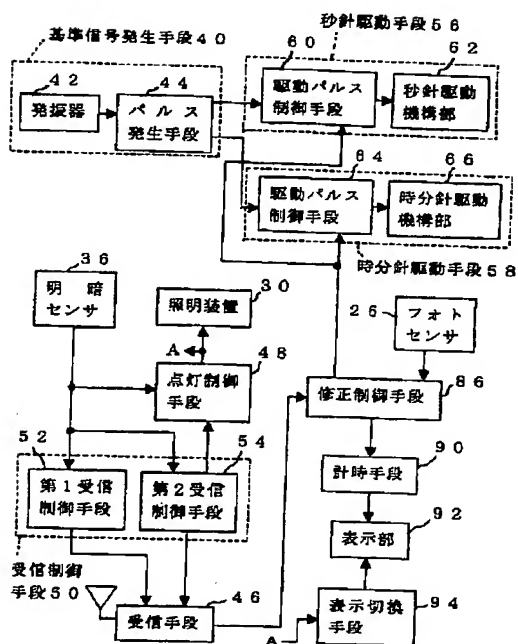 基準信号発生手段40
42
発振器
44
パルス
発生手段
秒針駆動手段56
60
駆動パルス
制御手段
62
秒針駆動
機構部
64
駆動パルス
制御手段
66
時分針駆動
機構部
時分針駆動手段58
36
明暗
センサ
30
照明装置
A
48
点灯制御
手段
26
フォト
センサ
86
修正制御手段
52
第1受信
制御手段
54
第2受信
制御手段
90
計時手段
92
表示部
受信制御
手段50
46
受信手段
94
表示切換
手段
A